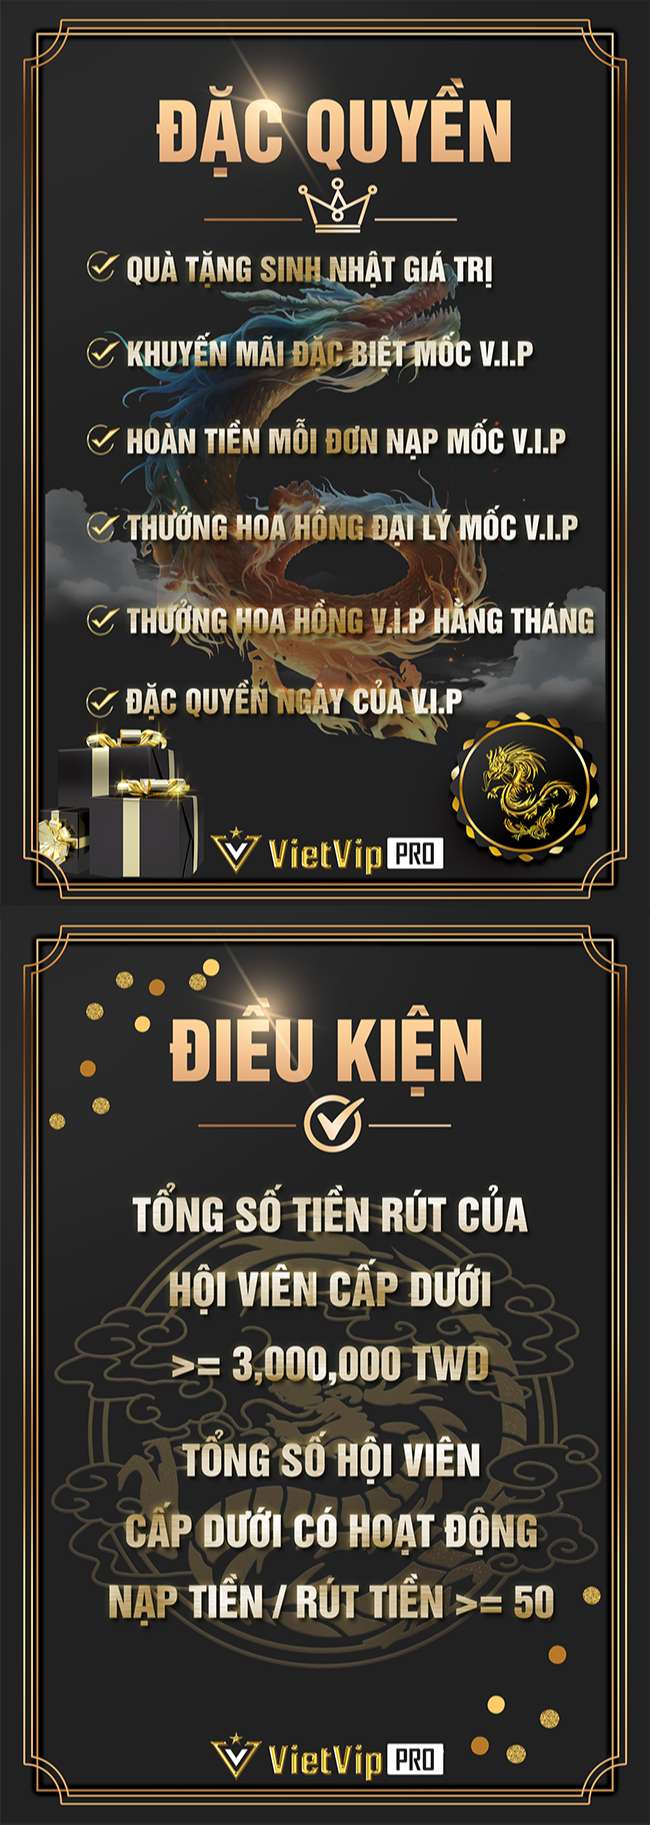 ĐẶC QUYỀN
QUÀ TẶNG SINH NHẬT GIÁ TRỊ
KHUYẾN MÃI ĐẶC BIỆT MỐC V.I.P
HOÀN TIỀN MỖI ĐƠN NẠP MỐC V.I.P
THƯỞNG HOA HỒNG ĐẠI LÝ MỐC V.I.P
THƯỞNG HOA HỒNG V.I.P HẰNG THÁNG
ĐẶC QUYỀN NGÀY CỦA V.I.P
VietVip PRO
ĐIỀU KIỆN
TỔNG SỐ TIỀN RÚT CỦA
HỘI VIÊN CẤP DƯỚI
>= 3,000,000 TWD
TỔNG SỐ HỘI VIÊN
CẤP DƯỚI CÓ HOẠT ĐỘNG
NẠP TIỀN / RÚT TIỀN >= 50
VietVip PRO